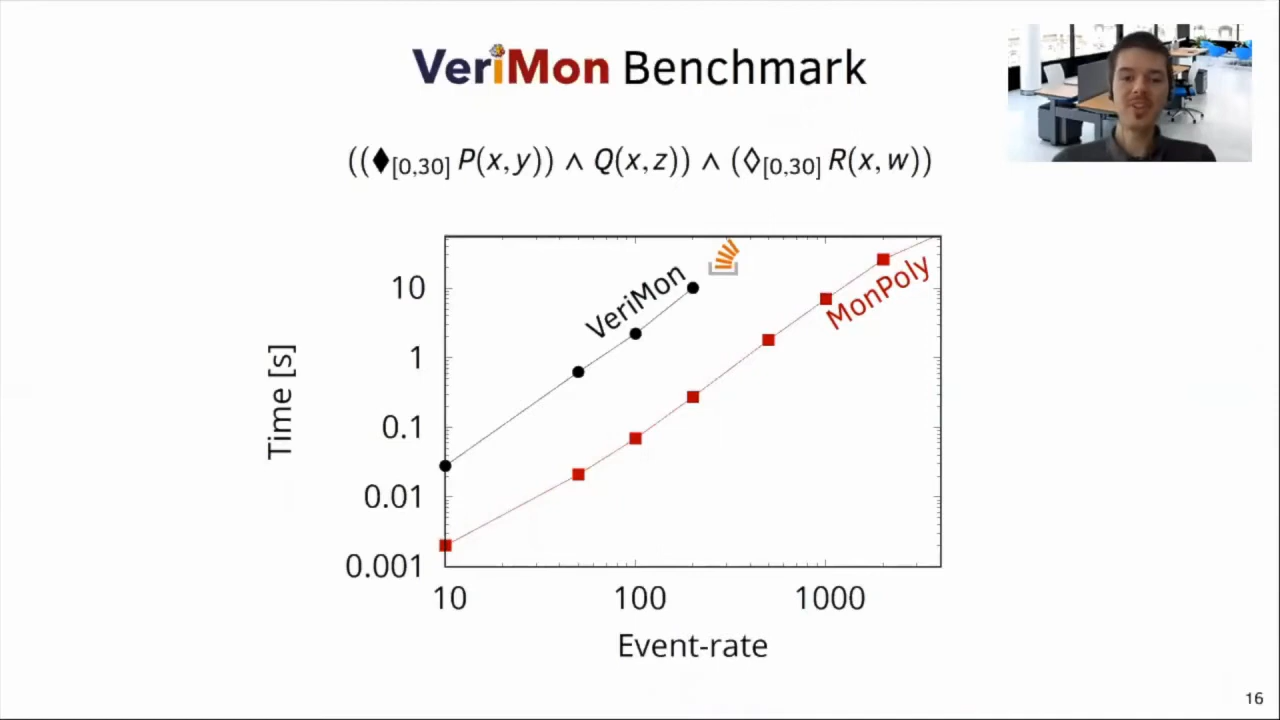 VeriMon Benchmark
((⧫[0,30] P(x, y)) ∧ Q(x, z)) ∧ (◊[0,30] R(x, w))
VeriMon
MonPoly
Time [s]
10
1
0.1
0.01
0.001
10 100 1000
Event-rate
16